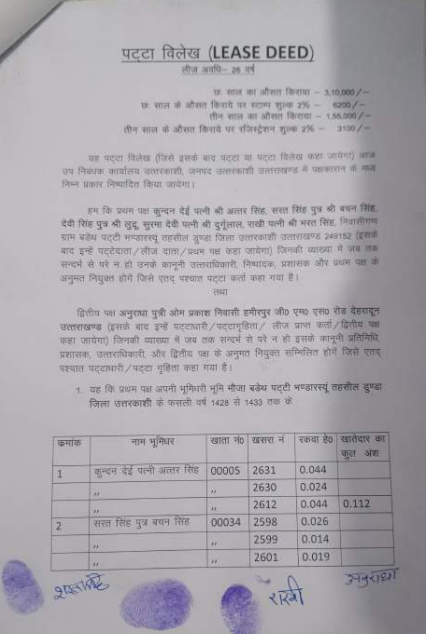 पट्टा विलेख (LEASE DEED)
लीज अवधि– 26 वर्ष
छः साल का औसत किराया – 3,10,000/–
छः साल के औसत किराये पर स्टाम्प शुल्क 2% – 6200/–
तीन साल का औसत किराया – 1,55,000/–
तीन साल के औसत किराये पर रजिस्ट्रेशन शुल्क 2% – 3100/–
यह पट्टा विलेख (जिसे इसके बाद पट्टा या पट्टा विलेख कहा जायेगा) आज
उप निबंधक कार्यालय उत्तरकाशी, जनपद उत्तरकाशी उत्तराखण्ड में पक्षकारान के मध्य
निम्न प्रकार निष्पादित किया जायेगा।
हम कि प्रथम पक्ष कुन्दन देई पत्नी श्री अत्तर सिंह, सरत सिंह पुत्र श्री बचन सिंह,
देवी सिंह पुत्र श्री लुदू, सुरमा देवी पत्नी श्री दुर्गूलाल, राखी पत्नी श्री भरत सिंह, निवासीगण
ग्राम बडेथ पट्टी भण्डारस्यूं तहसील डुण्डा जिला उत्तरकाशी उत्तराखण्ड 249152 (इसके
बाद इन्हें पट्टेदाता/लीज दाता/प्रथम पक्ष कहा जायेगा) जिनकी व्याख्या में जब तक
सन्दर्भ से परे न हो उनके कानूनी उत्तराधिकारी, निष्पादक, प्रशासक और प्रथम पक्ष के
अनुमत नियुक्त होंगें जिसे एतद् पश्चात पट्टा कर्ता कहा गया है।
तथा
द्वितीय पक्ष अनुराधा पुत्री ओम प्रकाश निवासी हमीरपुर जी० एम० एस० रोड देहरादून
उत्तराखण्ड (इसके बाद इन्हें पट्टाधारी/पट्टागृहिता/ लीज प्राप्त कर्ता/द्वितीय पक्ष
कहा जायेगा) जिनकी व्याख्या में जब तक सन्दर्भ से परे न हो इसके कानूनी प्रतिनिधि,
प्रशासक, उत्तराधिकारी, और द्वितीय पक्ष के अनुमत नियुक्त सम्मिलित होगें जिसे एतद्
पश्चात पट्टाधारी/पट्टा गृहिता कहा गया है।
1. यह कि प्रथम पक्ष अपनी भूमिधरी भूमि मौजा बडेथ पट्टी भण्डारस्यूं तहसील डुण्डा
जिला उत्तरकाशी के फसली वर्ष 1428 से 1433 तक के
क्रमांक नाम भूमिधर खाता नं० खसरा नं रकवा हे० खातेदार का कुल अंश
1 कुन्दन देई पत्नी अत्तर सिंह 00005 2631 0.044
,, ,, 2630 0.024
,, ,, 2612 0.044 0.112
2 सरत सिंह पुत्र बचन सिंह 00034 2598 0.026
,, ,, 2599 0.014
,, ,, 2601 0.019
राखी
अनुराधा